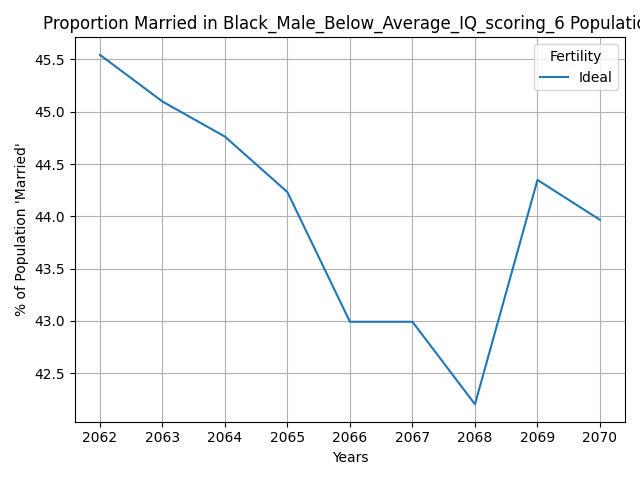 Proportion Married in Black_Male_Below_Average_IQ_scoring_6 Populatio
Fertility
Ideal
% of Population 'Married'
45.5
45.0
44.5
44.0
43.5
43.0
42.5
2062 2063 2064 2065 2066 2067 2068 2069 2070
Years